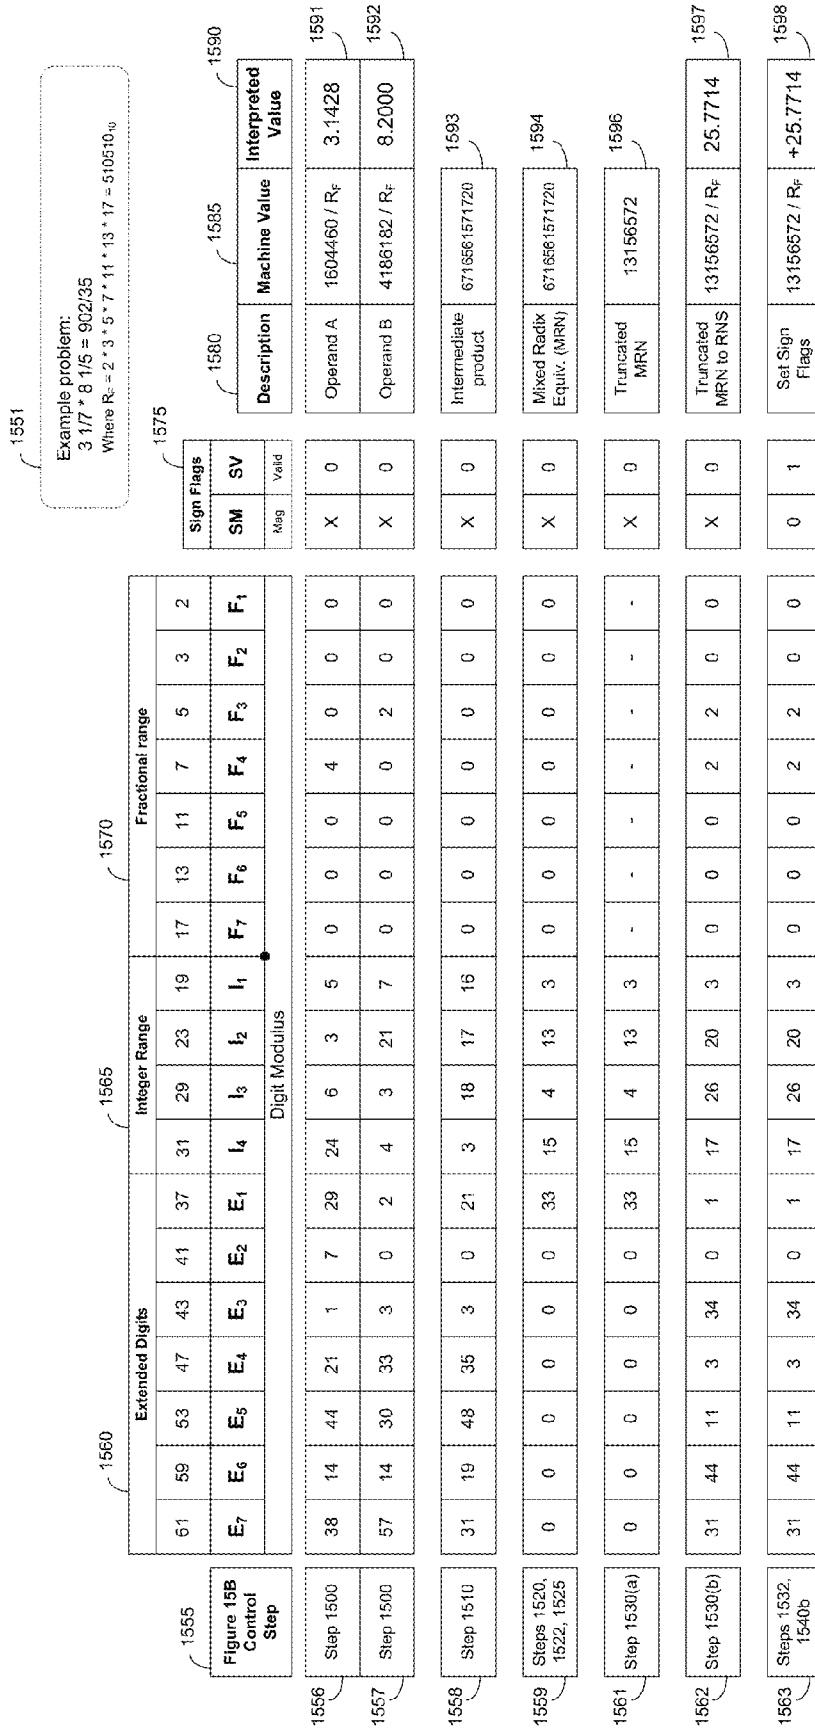 1551
Example problem:
3 1/7 * 8 1/5 = 902/35
Where R_F = 2 * 3 * 5 * 7 * 11 * 13 * 17 = 510510₁₀
1560 1565 1570
Extended Digits Integer Range Fractional range
1555 61 59 53 47 43 41 37 31 29 23 19 17 13 11 7 5 3 2 1575
Sign Flags 1580 1585 1590
Figure 15B Control Step E₇ E₆ E₅ E₄ E₃ E₂ E₁ I₄ I₃ I₂ I₁ F₇ F₆ F₅ F₄ F₃ F₂ F₁ SM SV Description Machine Value Interpreted Value
Digit Modulus Mag Valid
1556 Step 1500 38 14 44 21 1 7 29 24 6 3 5 0 0 0 4 0 0 0 X 0 Operand A 1604460 / R_F 3.1428 1591
1557 Step 1500 57 14 30 33 3 0 2 4 3 21 7 0 0 0 0 2 0 0 X 0 Operand B 4186182 / R_F 8.2000 1592
1558 Step 1510 31 19 48 35 3 0 21 3 18 17 16 0 0 0 0 0 0 0 X 0 Intermediate product 6716561571720 1593
1559 Steps 1520, 1522, 1525 0 0 0 0 0 0 33 15 4 13 3 0 0 0 0 0 0 0 X 0 Mixed Radix Equiv. (MRN) 6716561571720 1594
1561 Step 1530(a) 0 0 0 0 0 0 33 15 4 13 3 - - - - - - - X 0 Truncated MRN 13156572 1596
1562 Step 1530(b) 31 44 11 3 34 0 1 17 26 20 3 0 0 0 2 2 0 0 X 0 Truncated MRN to RNS 13156572 / R_F 25.7714 1597
1563 Steps 1532, 1540b 31 44 11 3 34 0 1 17 26 20 3 0 0 0 2 2 0 0 0 1 Set Sign Flags 13156572 / R_F +25.7714 1598